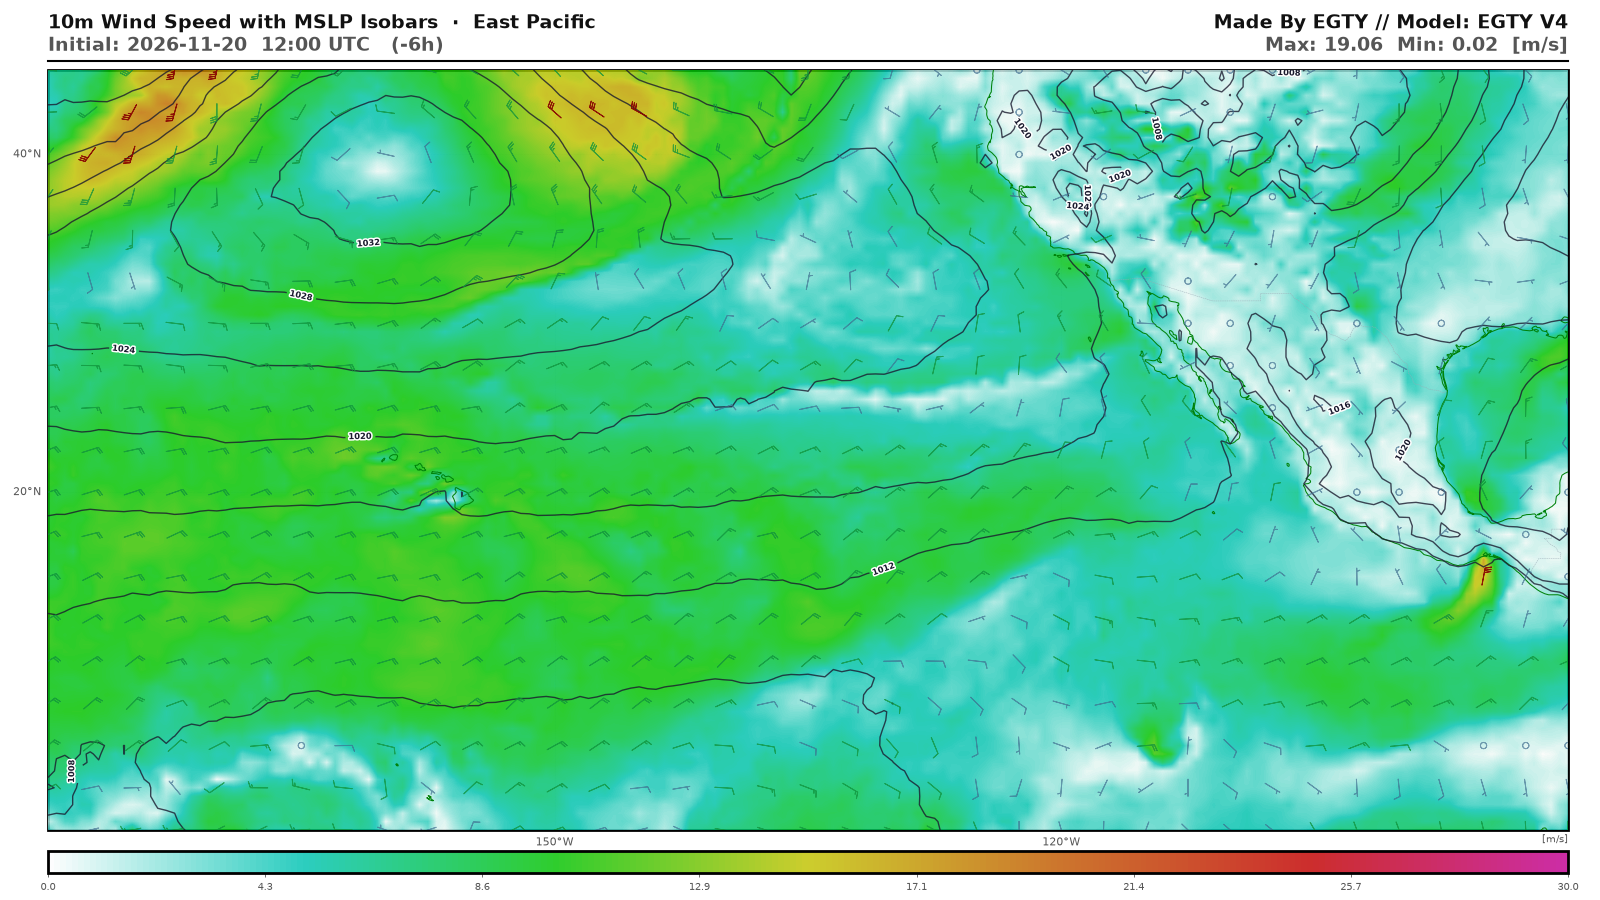 10m Wind Speed with MSLP Isobars · East Pacific
Made By EGTY // Model: EGTY V4
Initial: 2026-11-20 12:00 UTC (-6h)
Max: 19.06 Min: 0.02 [m/s]
1008
1020
1008
1020
1020
1024
1032
1028
1024
1016
1020
1020
1012
1008
40°N
20°N
150°W
120°W
[m/s]
0.0
4.3
8.6
12.9
17.1
21.4
25.7
30.0